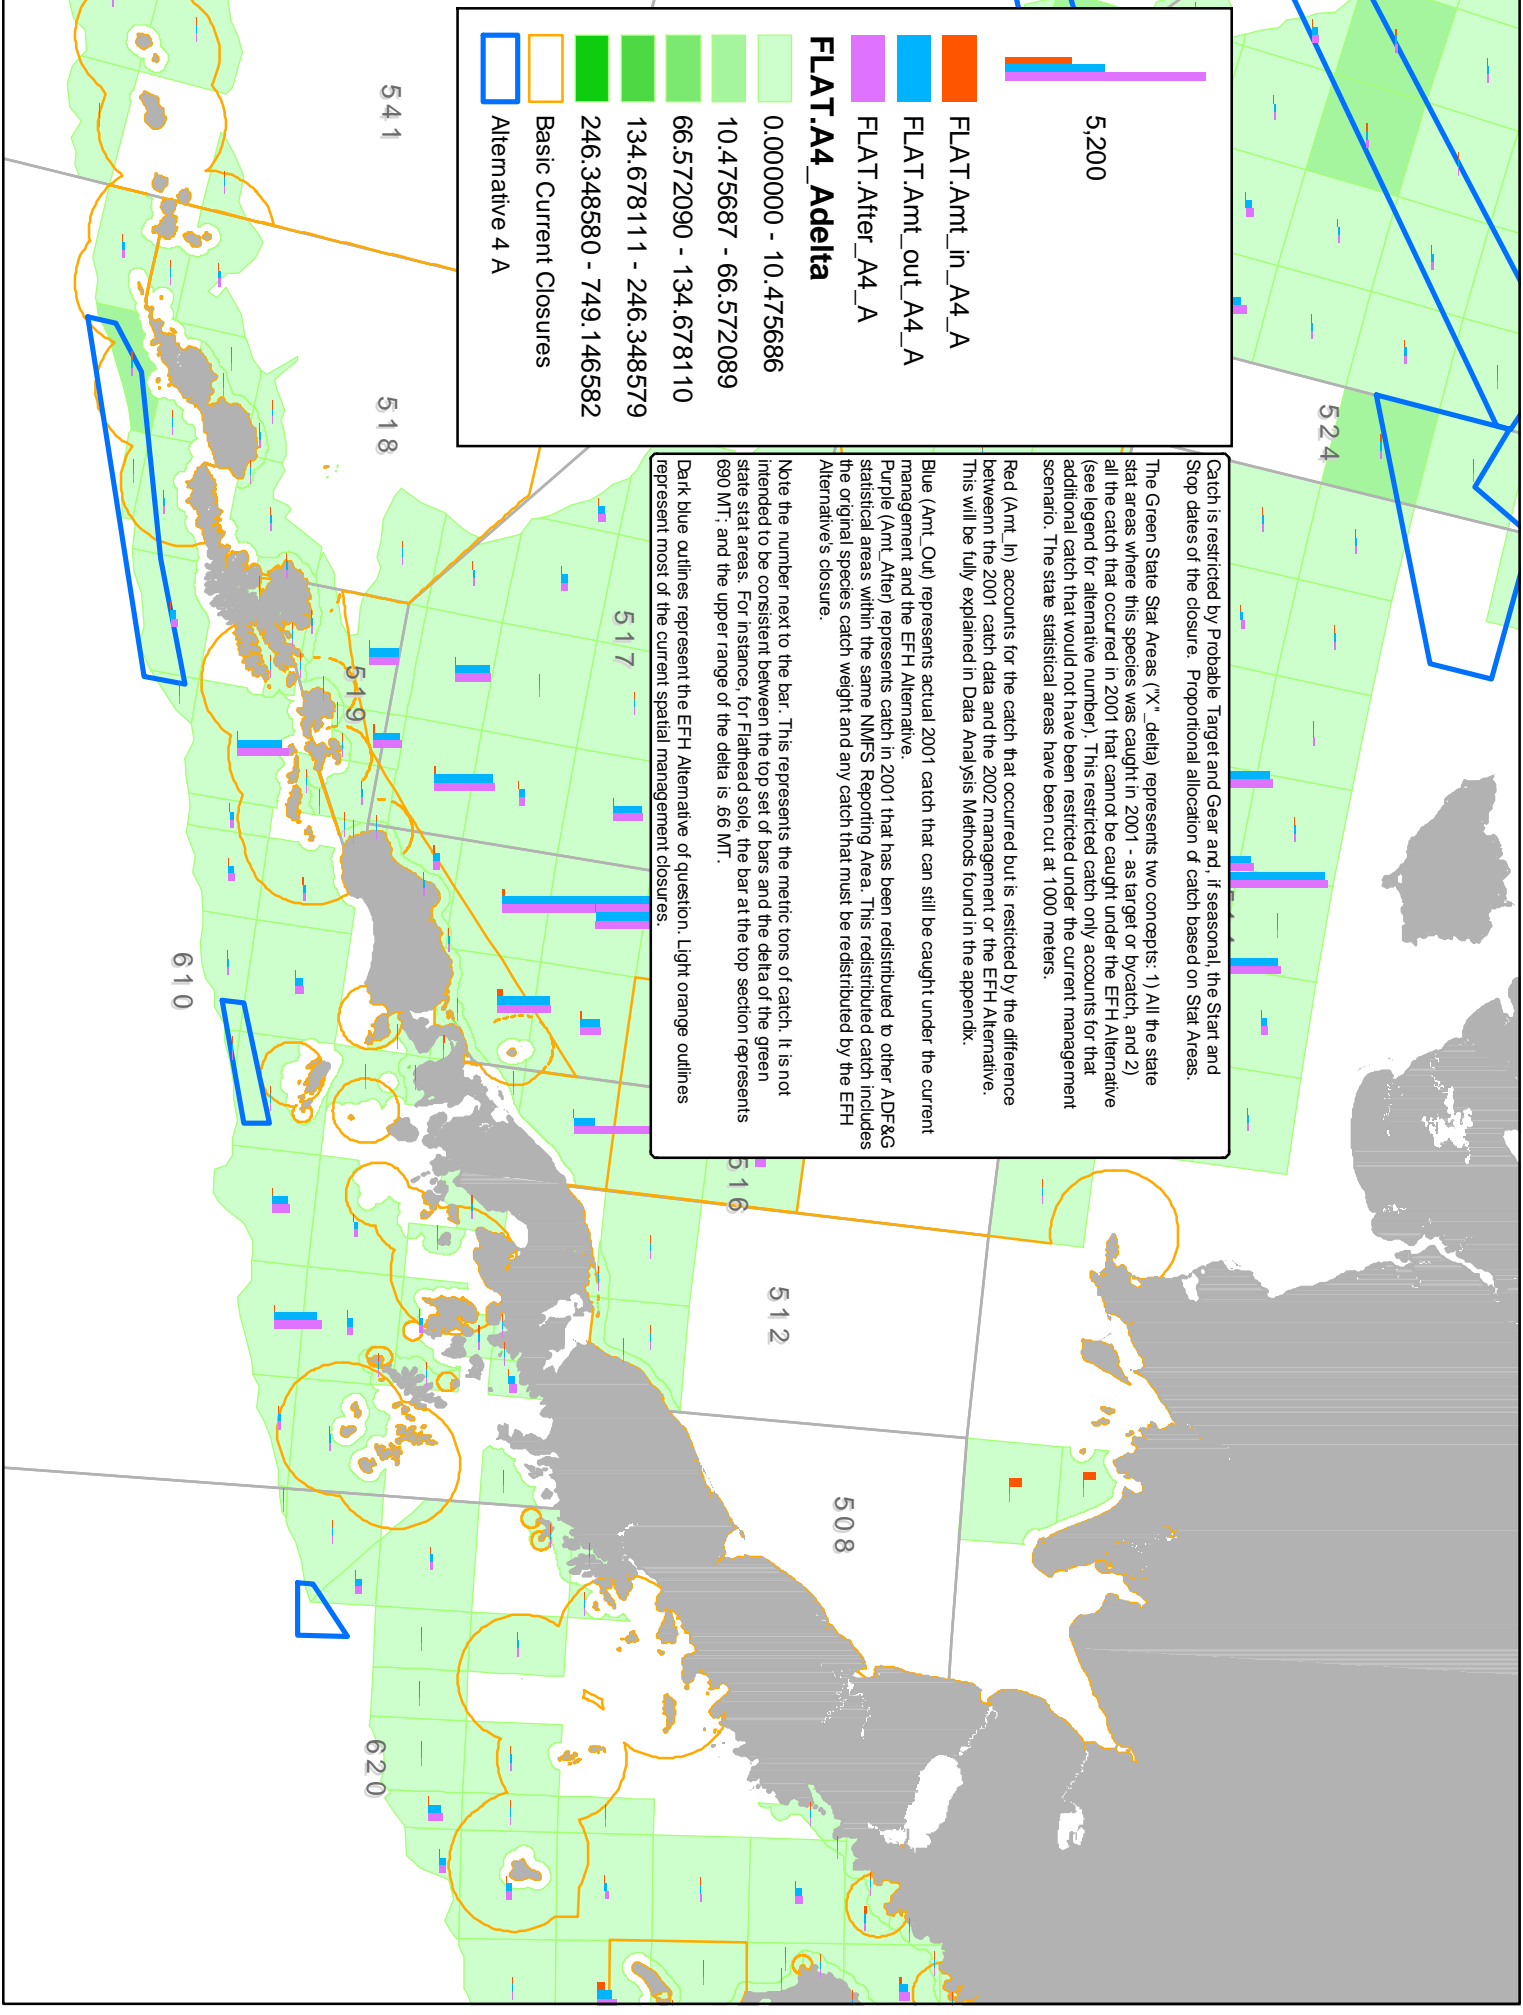 5,200
FLAT.Amt_in_A4_A
FLAT.Amt_out_A4_A
FLAT.After_A4_A
FLAT.A4_Adelta
0.000000 - 10.475686
10.475687 - 66.572089
66.572090 - 134.678110
134.678111 - 246.348579
246.348580 - 749.146582
Basic Current Closures
Alternative 4 A
Catch is restricted by Probable Target and Gear and, if seasonal, the Start and
Stop dates of the closure. Proportional allocation of catch based on Stat Areas.
The Green State Stat Areas ("X"_delta) represents two concepts: 1) All the state
stat areas where this species was caught in 2001 - as target or bycatch, and 2)
all the catch that occurred in 2001 that cannot be caught under the EFH Alternative
(see legend for alternative number). This restricted catch only accounts for that
additional catch that would not have been restricted under the current management
scenario. The state statistical areas have been cut at 1000 meters.
Red (Amt_In) accounts for the catch that occurred but is resticted by the difference
betweenn the 2001 catch data and the 2002 management or the EFH Alternative.
This will be fully explained in Data Analysis Methods found in the appendix.
Blue (Amt_Out) represents actual 2001 catch that can still be caught under the current
management and the EFH Alternative.
Purple (Amt_After) represents catch in 2001 that has been redistributed to other ADF&G
statistical areas within the same NMFS Reporting Area. This redistributed catch includes
the original species catch weight and any catch that must be redistributed by the EFH
Alternative's closure.
Note the number next to the bar. This represents the metric tons of catch. It is not
intended to be consistent between the top set of bars and the delta of the green
state stat areas. For instance, for Flathead sole, the bar at the top section represents
690 MT; and the upper range of the delta is .66 MT.
Dark blue outlines represent the EFH Alternative of question. Light orange outlines
represent most of the current spatial management closures.
524
541
518
517
519
516
512
508
610
620